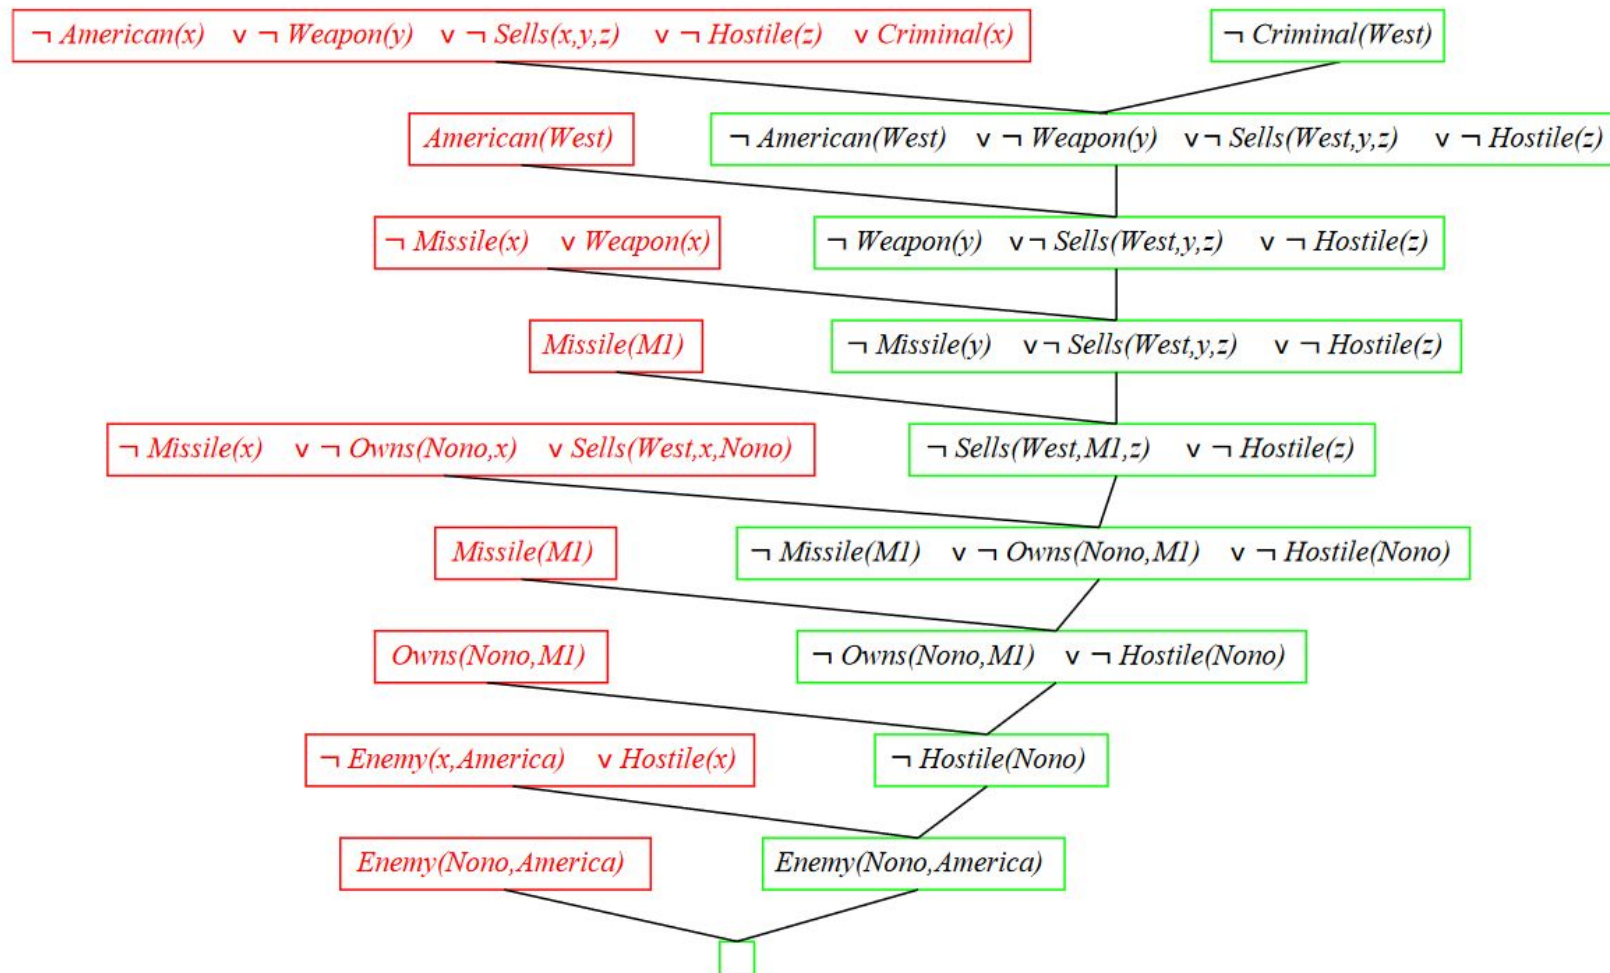 ¬ American(x) ∨ ¬ Weapon(y) ∨ ¬ Sells(x,y,z) ∨ ¬ Hostile(z) ∨ Criminal(x)
¬ Criminal(West)
American(West)
¬ American(West) ∨ ¬ Weapon(y) ∨ ¬ Sells(West,y,z) ∨ ¬ Hostile(z)
¬ Missile(x) ∨ Weapon(x)
¬ Weapon(y) ∨ ¬ Sells(West,y,z) ∨ ¬ Hostile(z)
Missile(M1)
¬ Missile(y) ∨ ¬ Sells(West,y,z) ∨ ¬ Hostile(z)
¬ Missile(x) ∨ ¬ Owns(Nono,x) ∨ Sells(West,x,Nono)
¬ Sells(West,M1,z) ∨ ¬ Hostile(z)
Missile(M1)
¬ Missile(M1) ∨ ¬ Owns(Nono,M1) ∨ ¬ Hostile(Nono)
Owns(Nono,M1)
¬ Owns(Nono,M1) ∨ ¬ Hostile(Nono)
¬ Enemy(x,America) ∨ Hostile(x)
¬ Hostile(Nono)
Enemy(Nono,America)
Enemy(Nono,America)